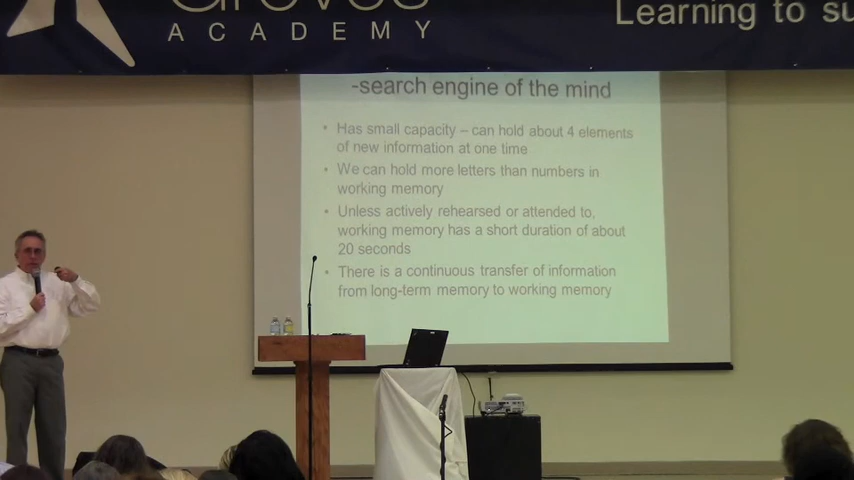 Groves
ACADEMY
Learning to su
-search engine of the mind
• Has small capacity – can hold about 4 elements
of new information at one time
• We can hold more letters than numbers in
working memory
• Unless actively rehearsed or attended to,
working memory has a short duration of about
20 seconds
• There is a continuous transfer of information
from long-term memory to working memory